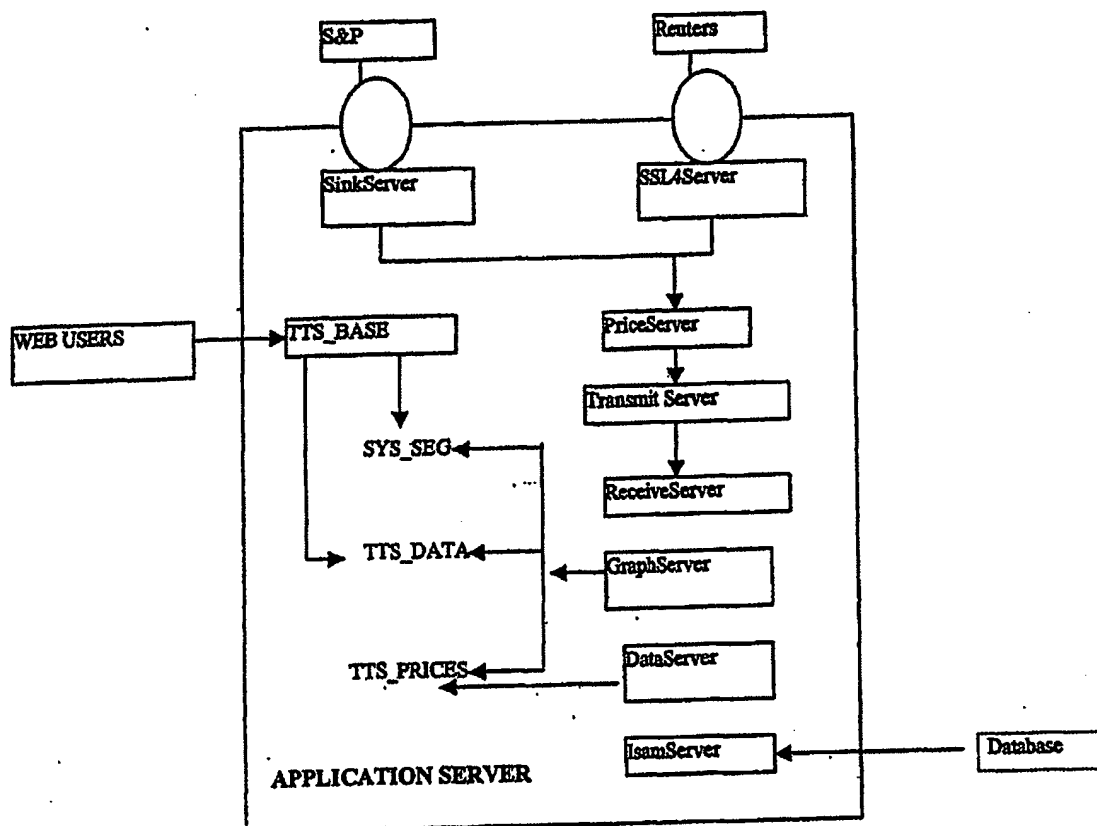 S&P
Reuters
SinkServer
SSL4Server
WEB USERS
TTS_BASE
PriceServer
Transmit Server
SYS_SEG
ReceiveServer
TTS_DATA
GraphServer
TTS_PRICES
DataServer
IsamServer
Database
APPLICATION SERVER